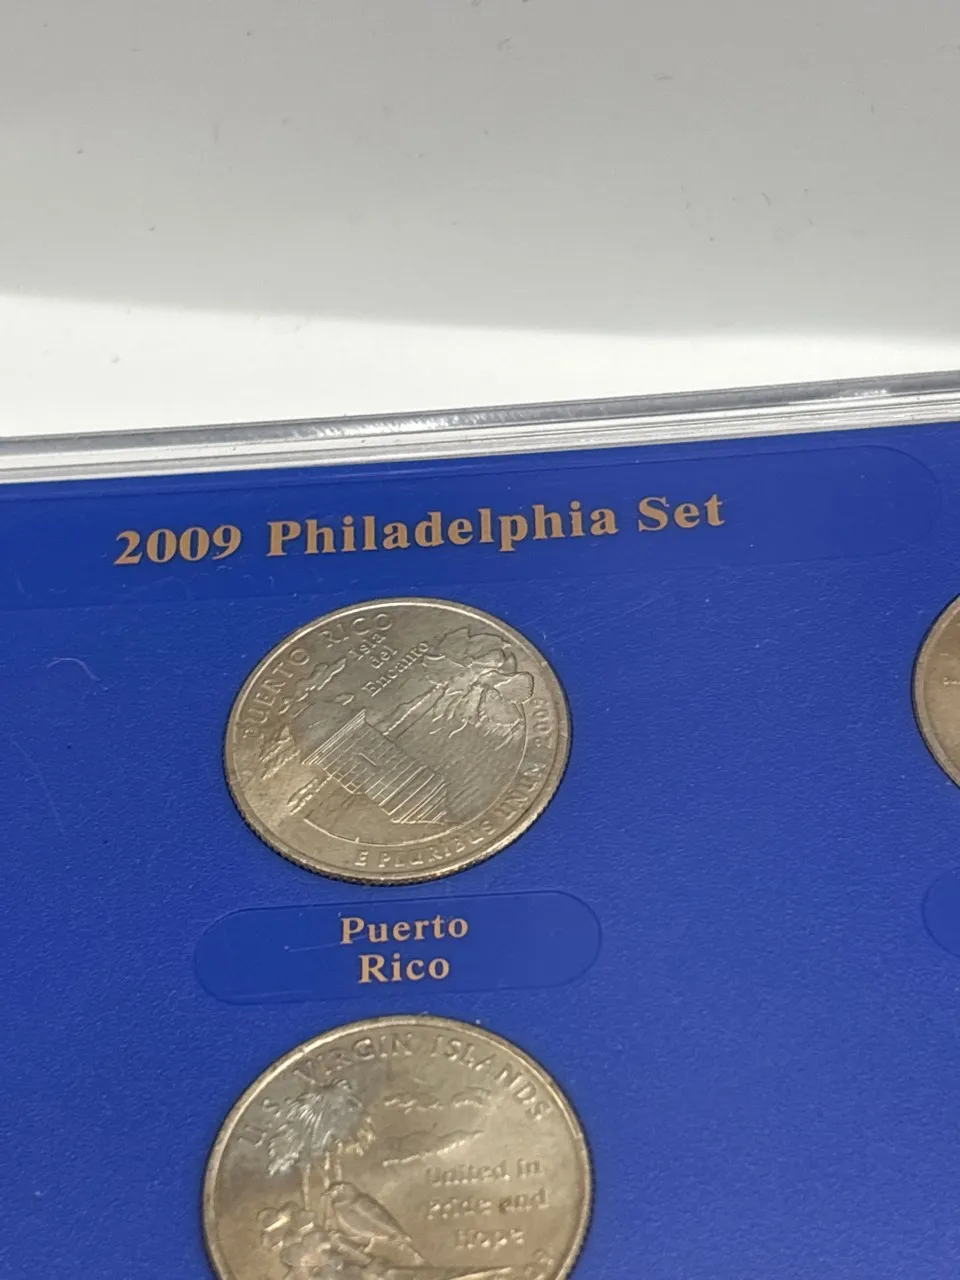 2009 Philadelphia Set
PUERTO RICO
Isla
del
Encanto
2009
E PLURIBUS UNUM
Puerto
Rico
U.S. VIRGIN ISLANDS
United in
Pride and
Hope